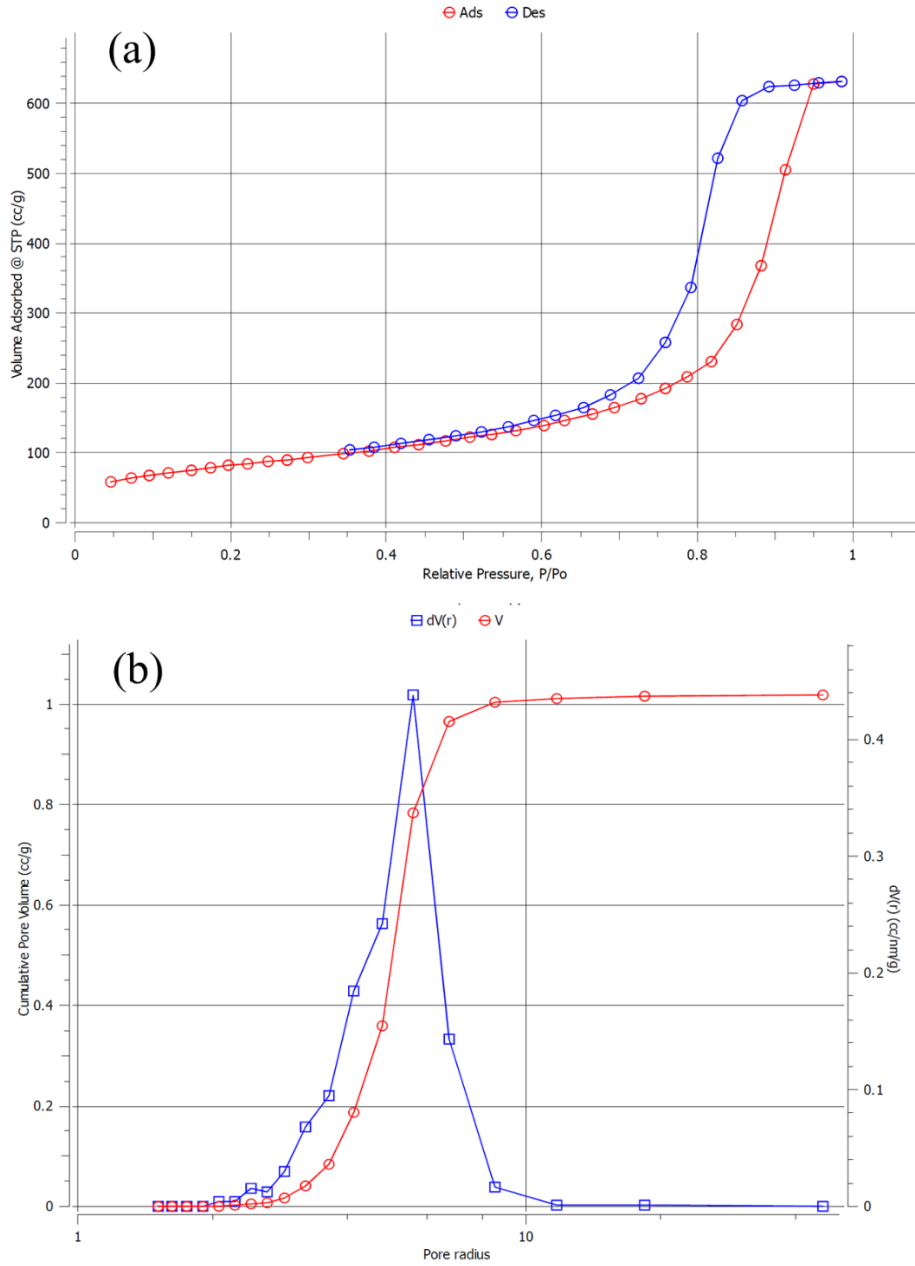 Ads Des
(a)
600
500
400
300
200
100
0
Volume Adsorbed @ STP (cc/g)
0 0.2 0.4 0.6 0.8 1
Relative Pressure, P/Po
dV(r) V
(b)
1
0.8
0.6
0.4
0.2
0
Cumulative Pore Volume (cc/g)
0.4
0.3
0.2
0.1
0
dV(r) (cc/nm/g)
1 10
Pore radius